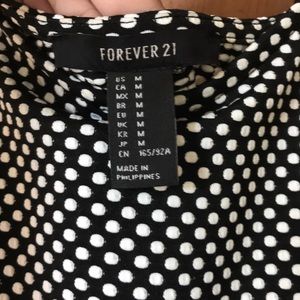 FOREVER 21
US M
CA M
MX M
BR M
EU M
UK M
KR M
JP M
CN 165/92A
MADE IN
PHILIPPINES